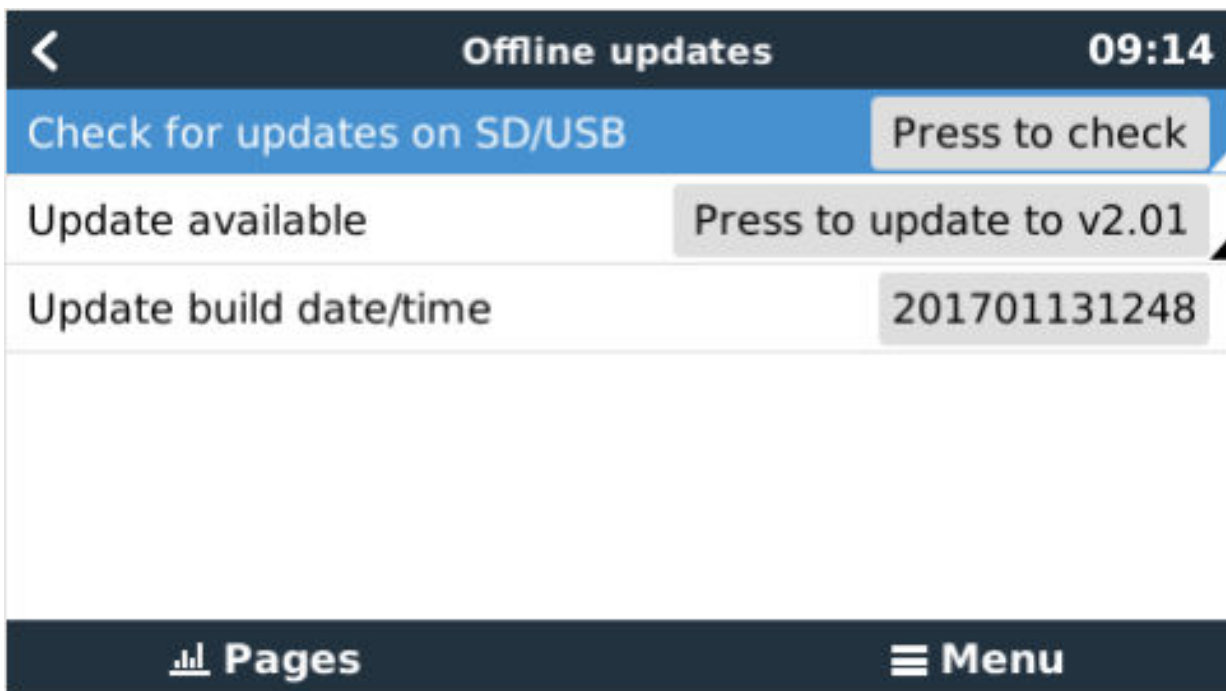 Offline updates 09:14
Check for updates on SD/USB Press to check
Update available Press to update to v2.01
Update build date/time 201701131248
Pages Menu